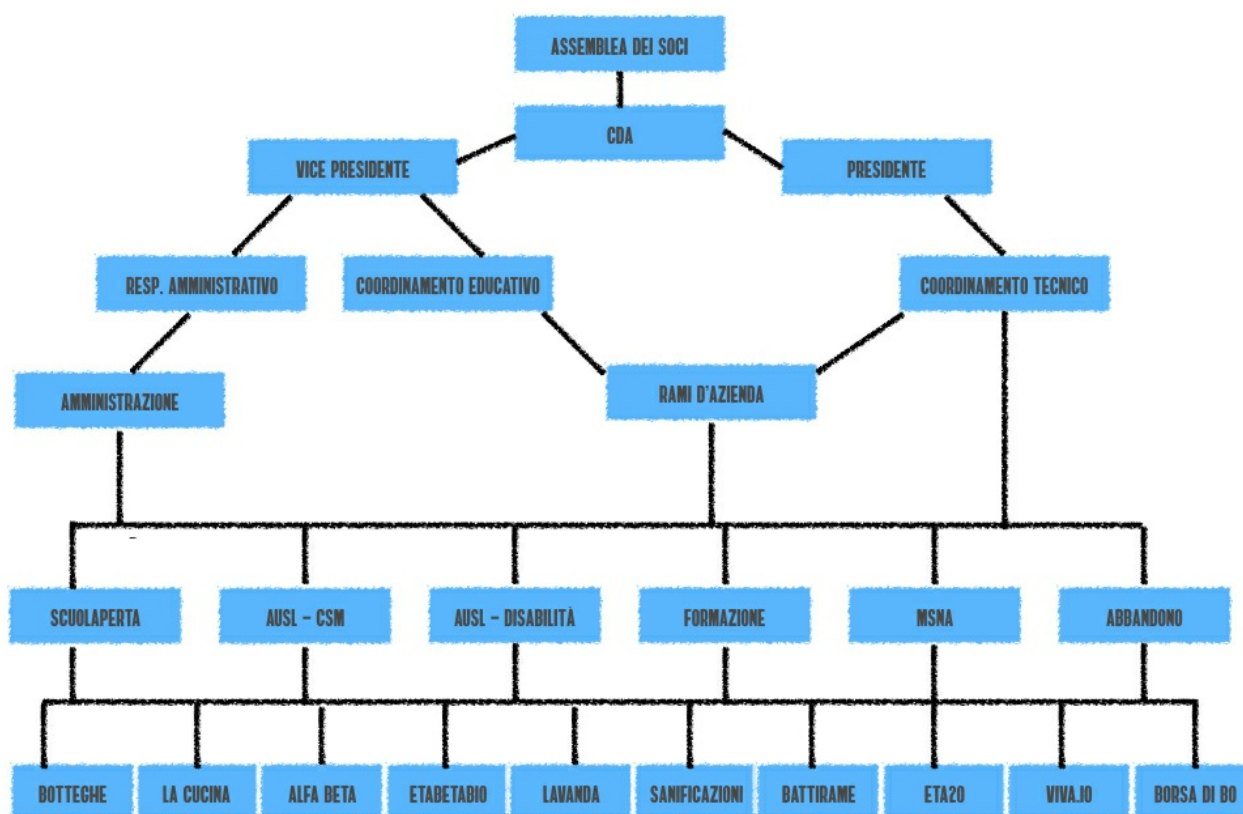 ASSEMBLEA DEI SOCI
CDA
VICE PRESIDENTE
PRESIDENTE
RESP. AMMINISTRATIVO
COORDINAMENTO EDUCATIVO
COORDINAMENTO TECNICO
AMMINISTRAZIONE
RAMI D'AZIENDA
SCUOLAPERTA
AUSL – CSM
AUSL – DISABILITÀ
FORMAZIONE
MSNA
ABBANDONO
BOTTEGHE
LA CUCINA
ALFA BETA
ETABETABIO
LAVANDA
SANIFICAZIONI
BATTIRAME
ETA20
VIVAIO
BORSA DI BO